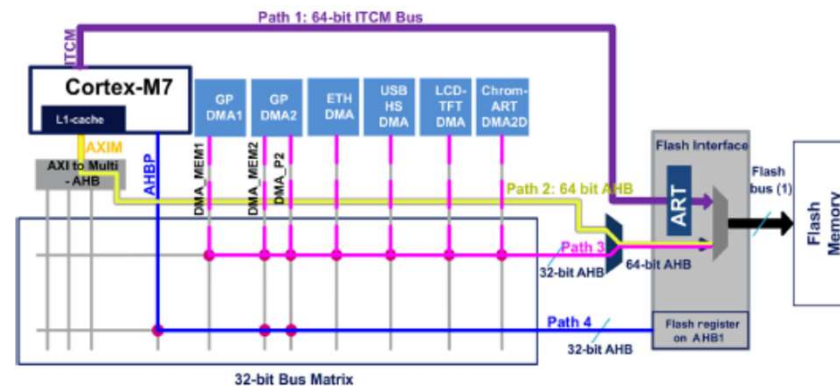 Path 1: 64-bit ITCM Bus
ITCM
Cortex-M7
L1-cache
GP
DMA1
GP
DMA2
ETH
DMA
USB
HS
DMA
LCD-
TFT
DMA
Chrom-
ART
DMA2D
AXIM
AXI to Multi
- AHB
AHBP
DMA_MEM1
DMA_MEM2
DMA_P2
Path 2: 64 bit AHB
Flash Interface
ART
Flash
bus (1)
Flash
Memory
Path 3
32-bit AHB
64-bit AHB
Path 4
32-bit AHB
Flash register
on AHB1
32-bit Bus Matrix